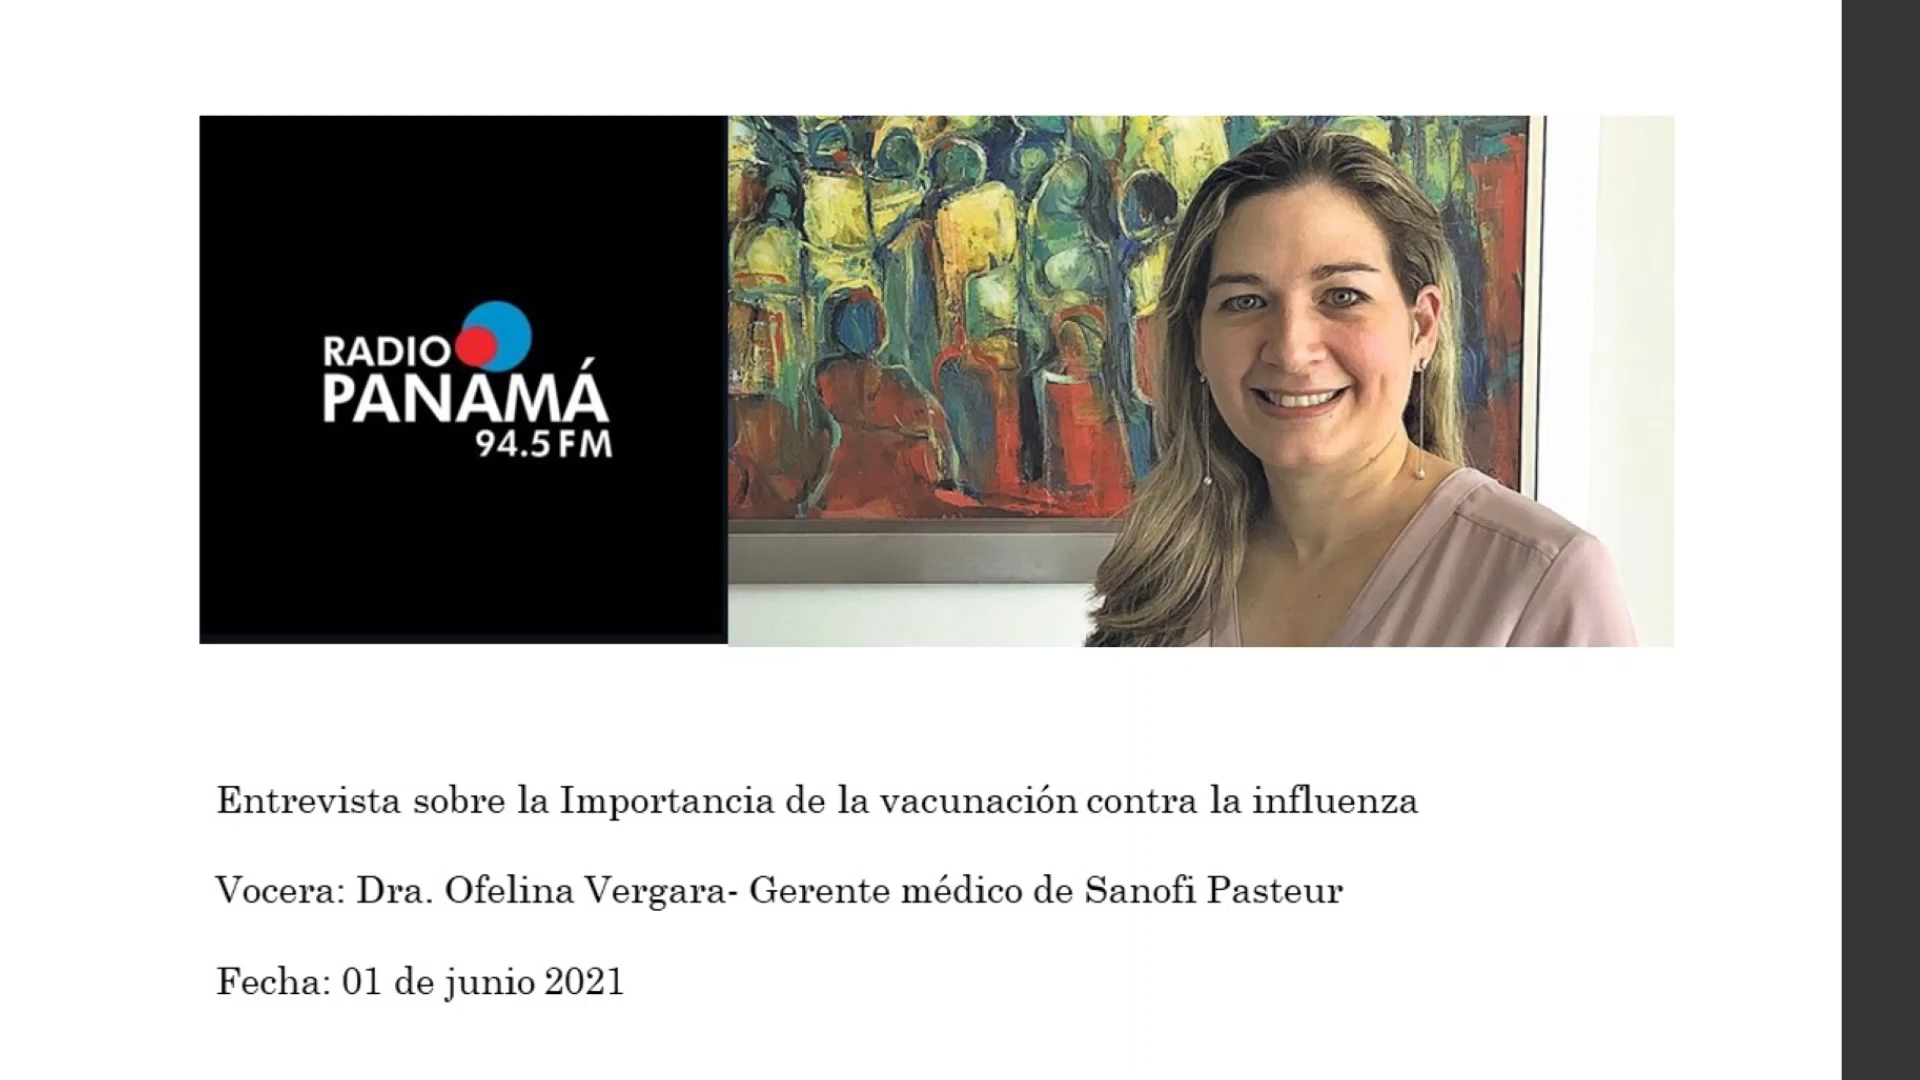 RADIO
PANAMÁ
94.5 FM
Entrevista sobre la Importancia de la vacunación contra la influenza
Vocera: Dra. Ofelina Vergara- Gerente médico de Sanofi Pasteur
Fecha: 01 de junio 2021